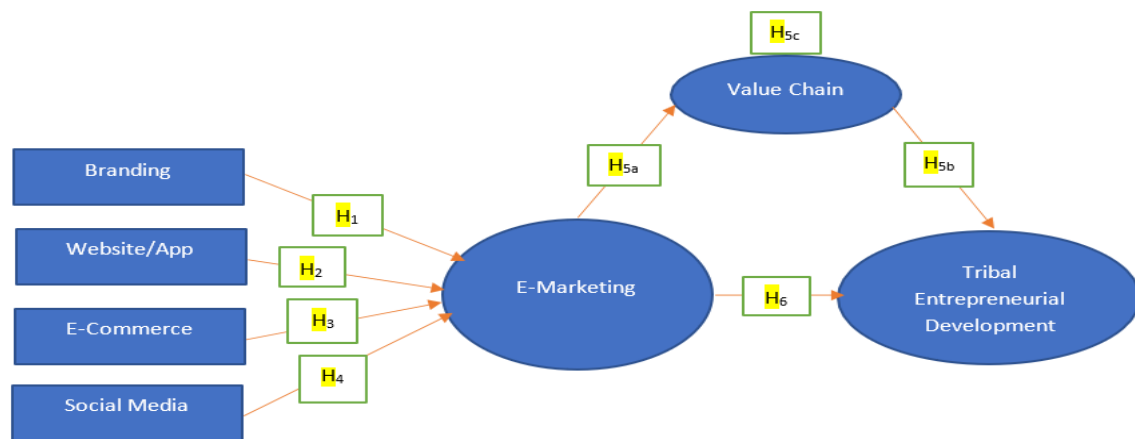 H5c
Value Chain
H5a
H5b
Branding
H1
Website/App
H2
E-Marketing
Tribal
Entrepreneurial
Development
H6
E-Commerce
H3
H4
Social Media